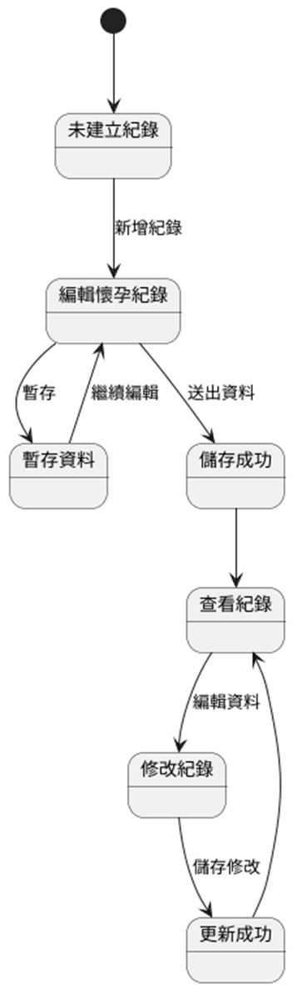 未建立紀錄
新增紀錄
編輯懷孕紀錄
暫存
繼續編輯
送出資料
暫存資料
儲存成功
查看紀錄
編輯資料
修改紀錄
儲存修改
更新成功